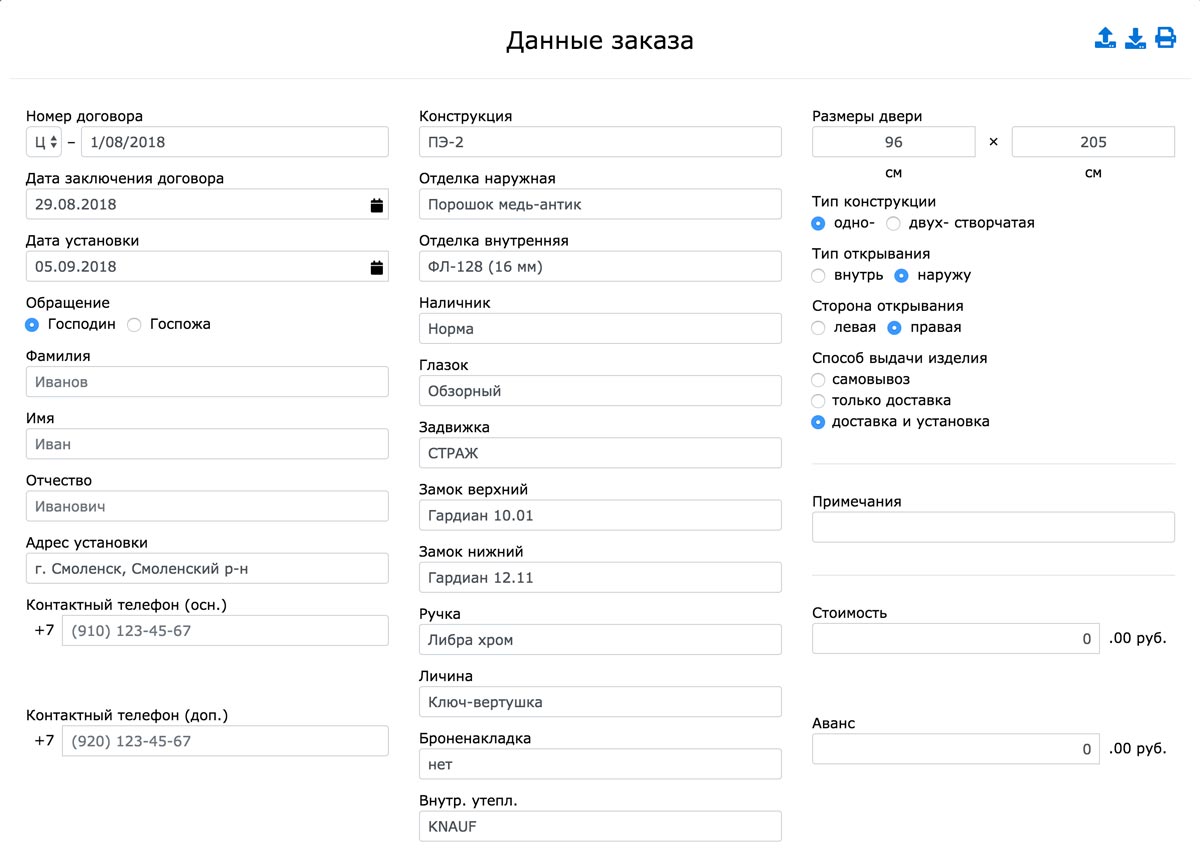 Данные заказа
Номер договора
Ц – 1/08/2018
Дата заключения договора
29.08.2018
Дата установки
05.09.2018
Обращение
Господин Госпожа
Фамилия
Иванов
Имя
Иван
Отчество
Иванович
Адрес установки
г. Смоленск, Смоленский р-н
Контактный телефон (осн.)
+7 (910) 123-45-67
Контактный телефон (доп.)
+7 (920) 123-45-67
Конструкция
ПЭ-2
Отделка наружная
Порошок медь-антик
Отделка внутренняя
ФЛ-128 (16 мм)
Наличник
Норма
Глазок
Обзорный
Задвижка
СТРАЖ
Замок верхний
Гардиан 10.01
Замок нижний
Гардиан 12.11
Ручка
Либра хром
Личина
Ключ-вертушка
Броненакладка
нет
Внутр. утепл.
KNAUF
Размеры двери
96 × 205
см см
Тип конструкции
одно- двух- створчатая
Тип открывания
внутрь наружу
Сторона открывания
левая правая
Способ выдачи изделия
самовывоз
только доставка
доставка и установка
Примечания
Стоимость
0 .00 руб.
Аванс
0 .00 руб.